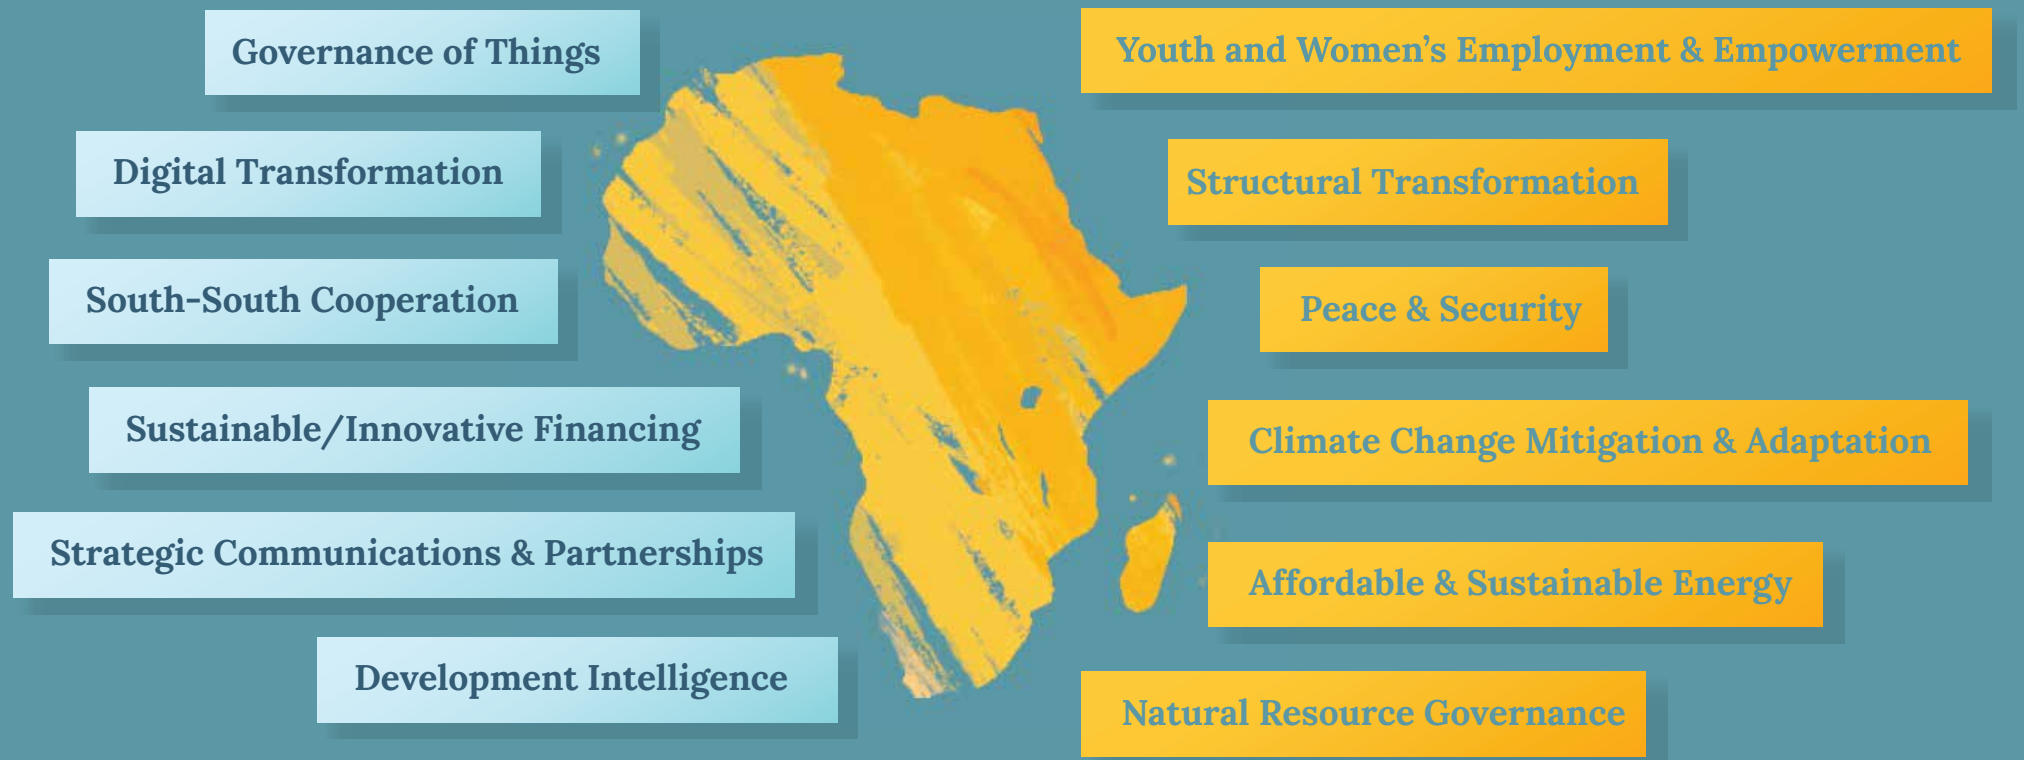 Governance of Things
Digital Transformation
South-South Cooperation
Sustainable/Innovative Financing
Strategic Communications & Partnerships
Development Intelligence
Youth and Women’s Employment & Empowerment
Structural Transformation
Peace & Security
Climate Change Mitigation & Adaptation
Affordable & Sustainable Energy
Natural Resource Governance